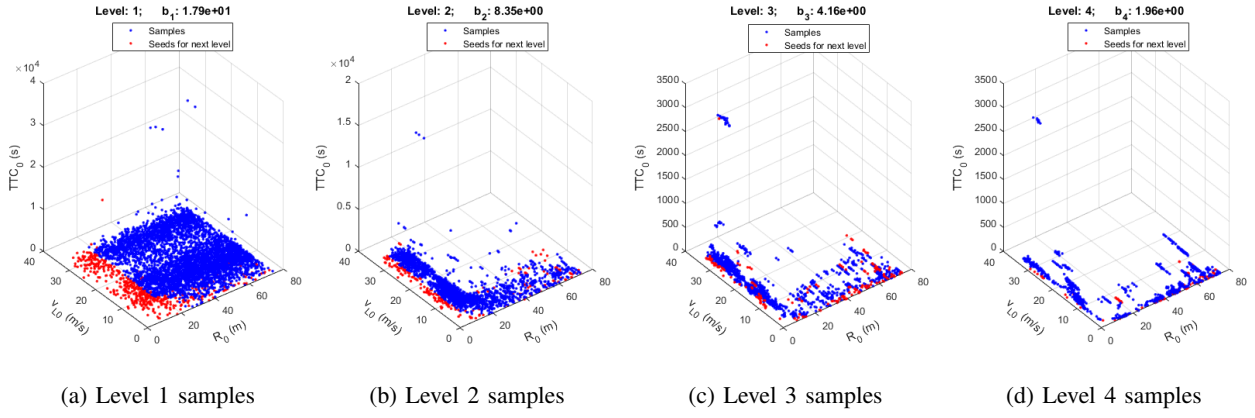 Level: 1; b1: 1.79e+01
Samples
Seeds for next level
×10^4
4
3
2
1
0
TTC0 (s)
40
30
20
10
0
vL0 (m/s)
0
20
40
60
80
R0 (m)
(a) Level 1 samples
Level: 2; b2: 8.35e+00
Samples
Seeds for next level
×10^4
2
1.5
1
0.5
0
TTC0 (s)
40
30
20
10
0
vL0 (m/s)
0
20
40
60
80
R0 (m)
(b) Level 2 samples
Level: 3; b3: 4.16e+00
Samples
Seeds for next level
3500
3000
2500
2000
1500
1000
500
0
TTC0 (s)
40
30
20
10
0
vL0 (m/s)
0
20
40
60
80
R0 (m)
(c) Level 3 samples
Level: 4; b4: 1.96e+00
Samples
Seeds for next level
3500
3000
2500
2000
1500
1000
500
0
TTC0 (s)
40
30
20
10
0
vL0 (m/s)
0
20
40
60
80
R0 (m)
(d) Level 4 samples